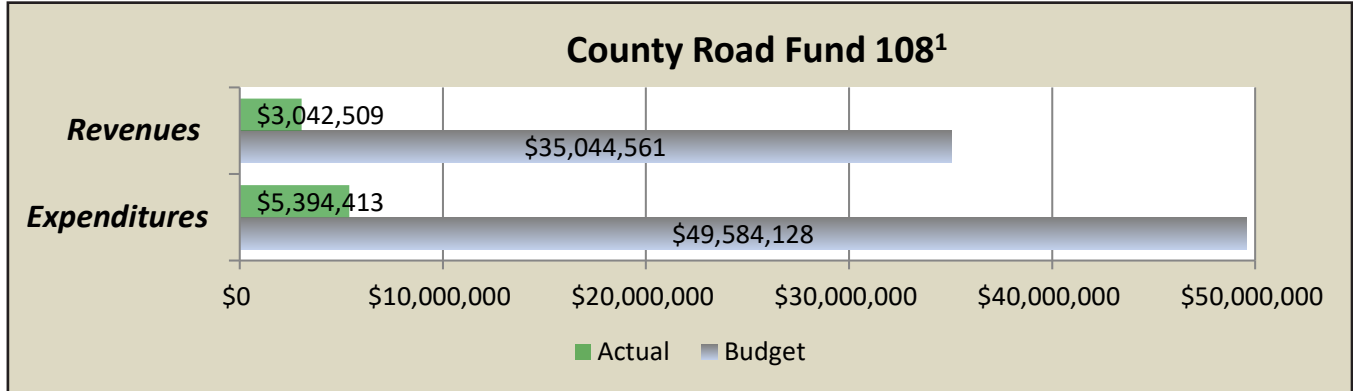 County Road Fund 108¹
Revenues
$3,042,509
$35,044,561
Expenditures
$5,394,413
$49,584,128
$0 $10,000,000 $20,000,000 $30,000,000 $40,000,000 $50,000,000
Actual Budget